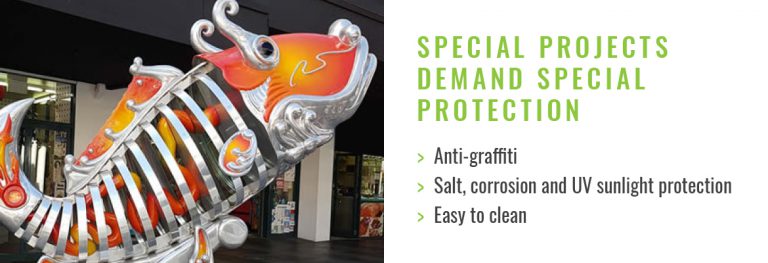 SPECIAL PROJECTS
DEMAND SPECIAL
PROTECTION
> Anti-graffiti
> Salt, corrosion and UV sunlight protection
> Easy to clean